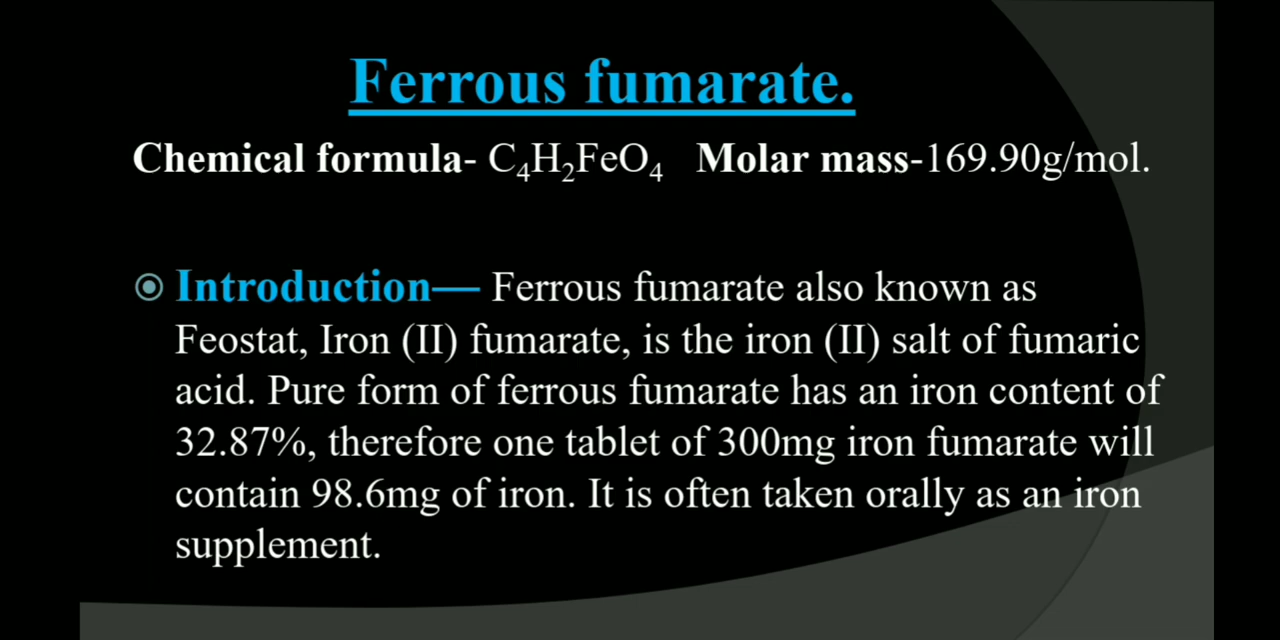 Ferrous fumarate.
Chemical formula- C₄H₂FeO₄ Molar mass-169.90g/mol.
Introduction— Ferrous fumarate also known as
Feostat, Iron (II) fumarate, is the iron (II) salt of fumaric
acid. Pure form of ferrous fumarate has an iron content of
32.87%, therefore one tablet of 300mg iron fumarate will
contain 98.6mg of iron. It is often taken orally as an iron
supplement.